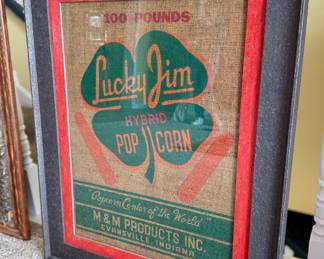 100 POUNDS
Lucky Jim
HYBRID
POP CORN
"Popcorn Center of the World"
M & M PRODUCTS INC.
EVANSVILLE, INDIANA